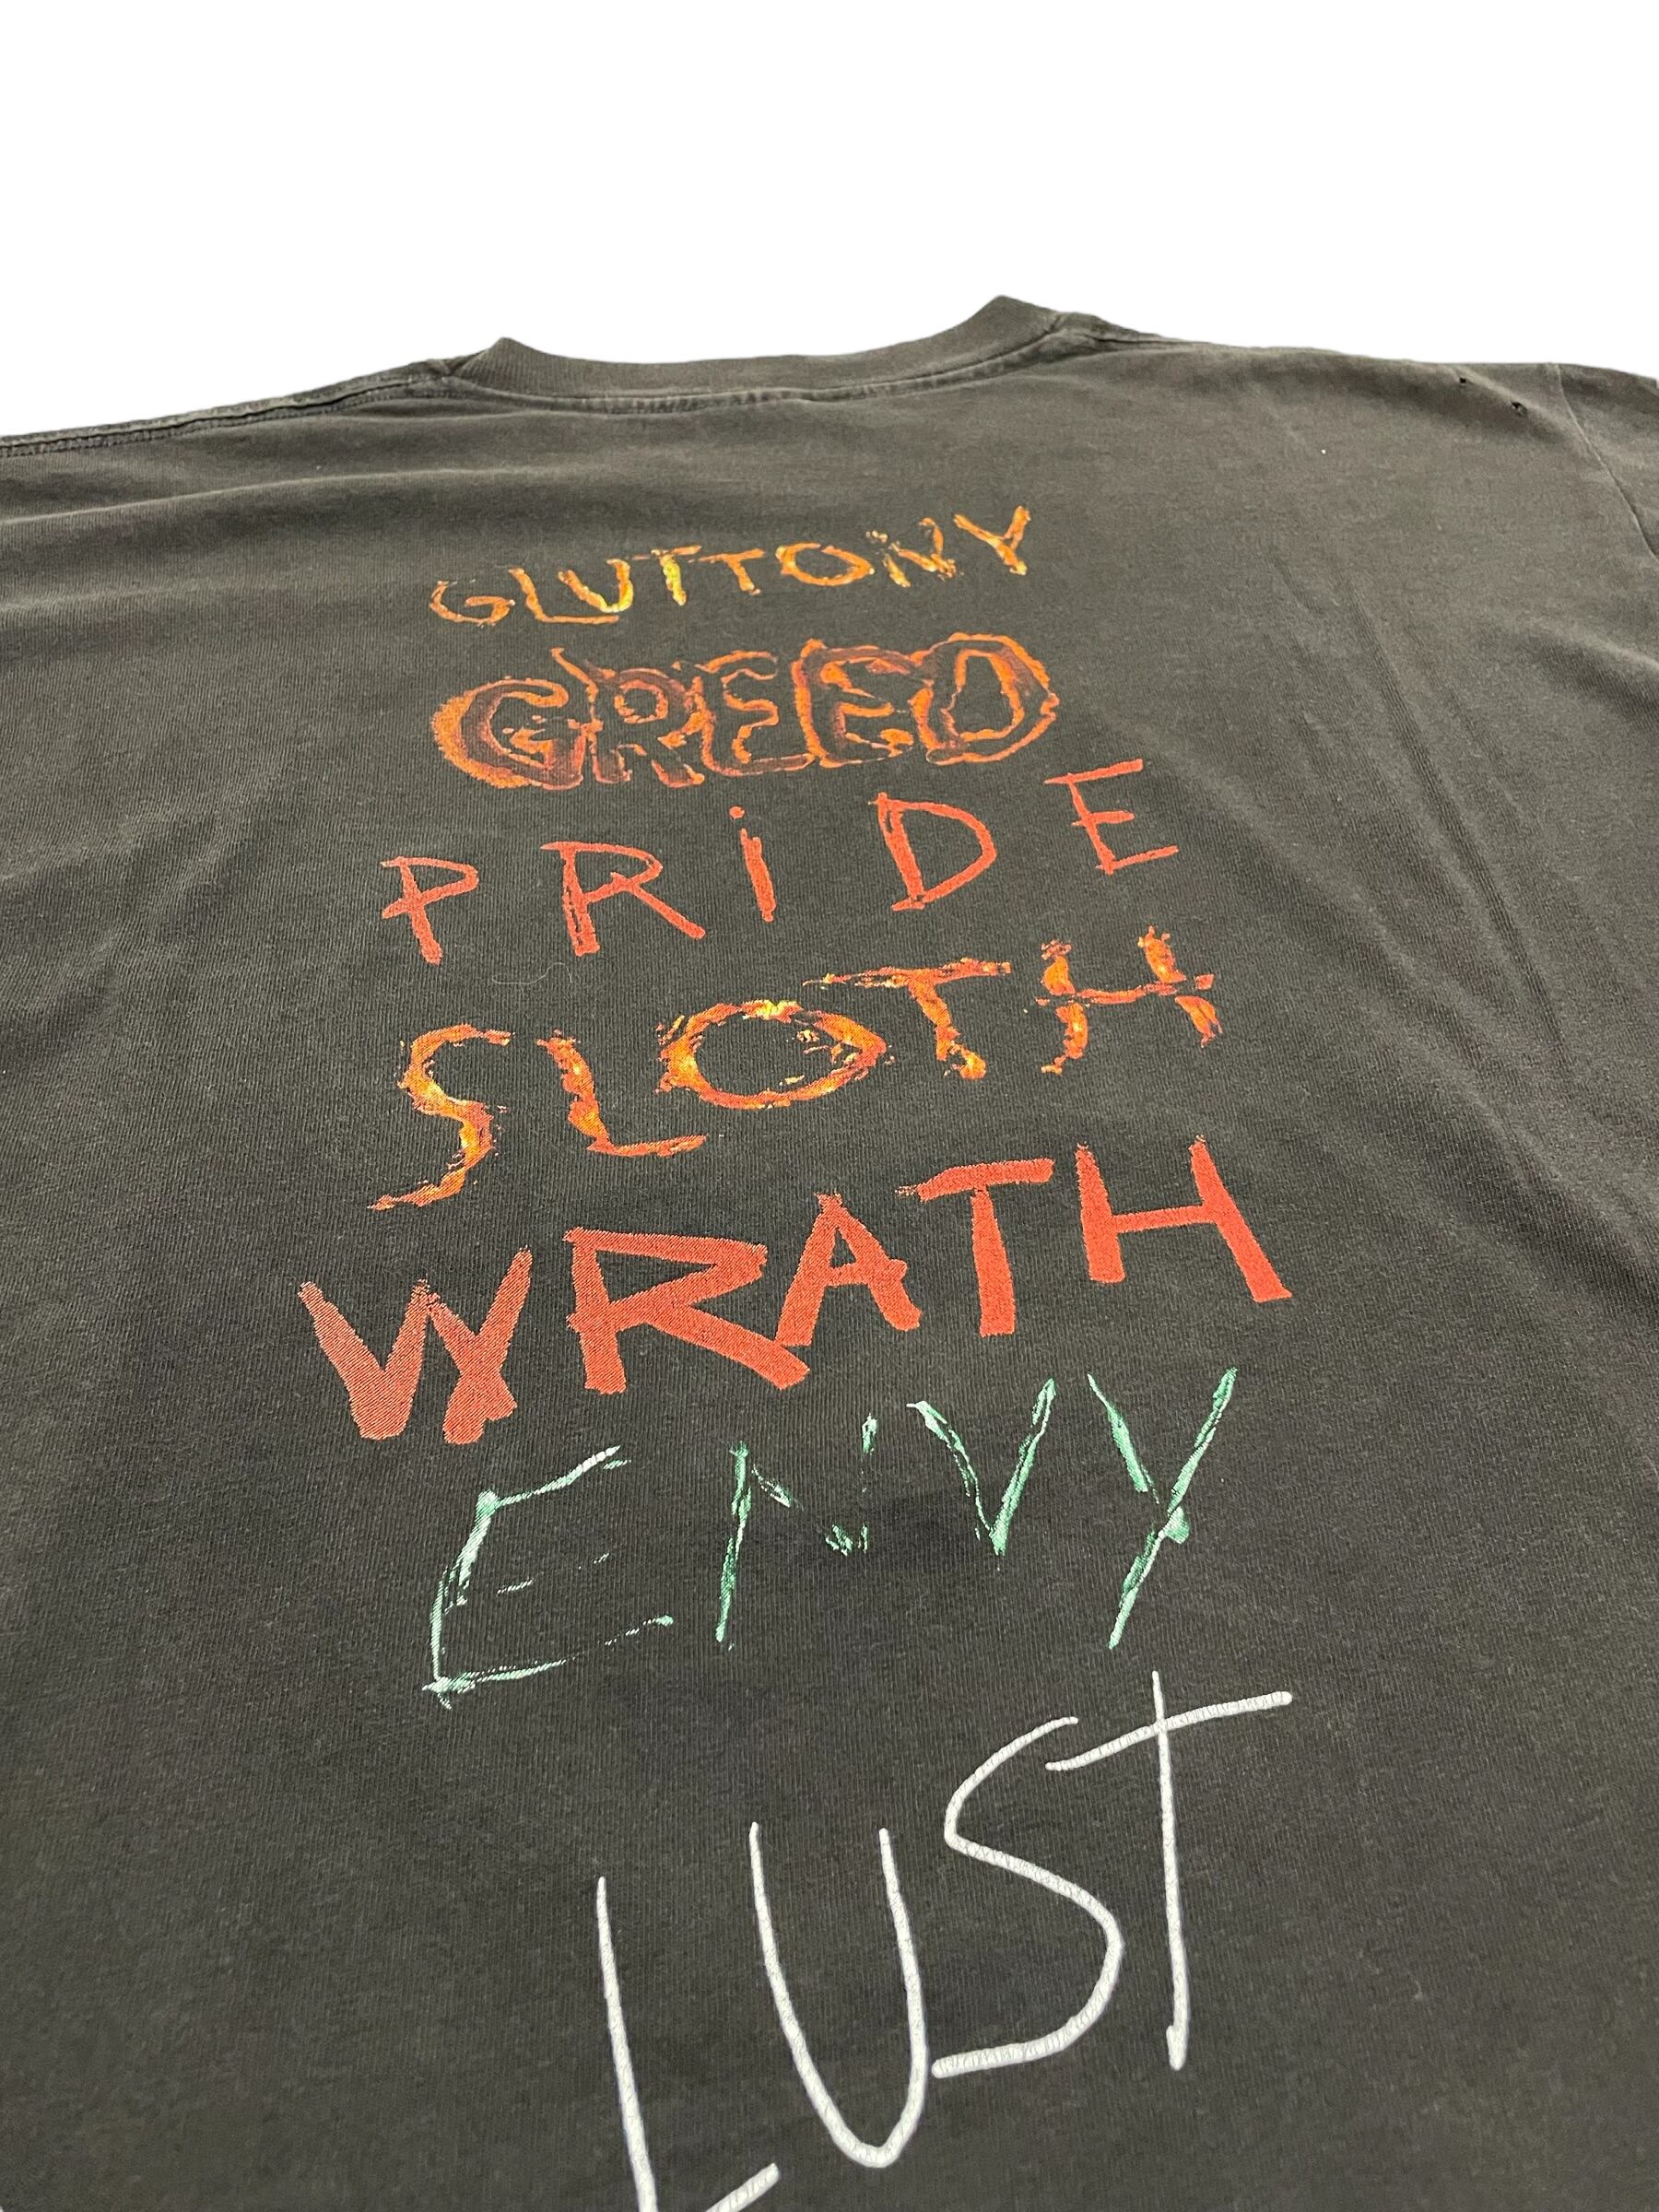 GLUTTONY
GREED
PRiDE
SLOTH
WRATH
ENVY
LUST